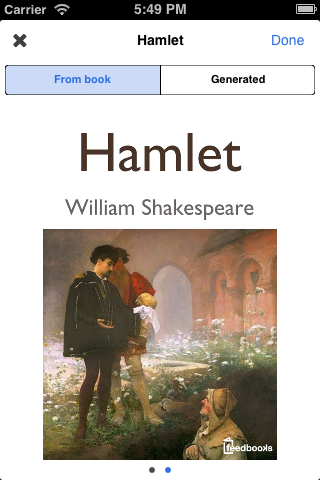 Carrier 5:49 PM
Hamlet Done
From book Generated
Hamlet
William Shakespeare
feedbooks